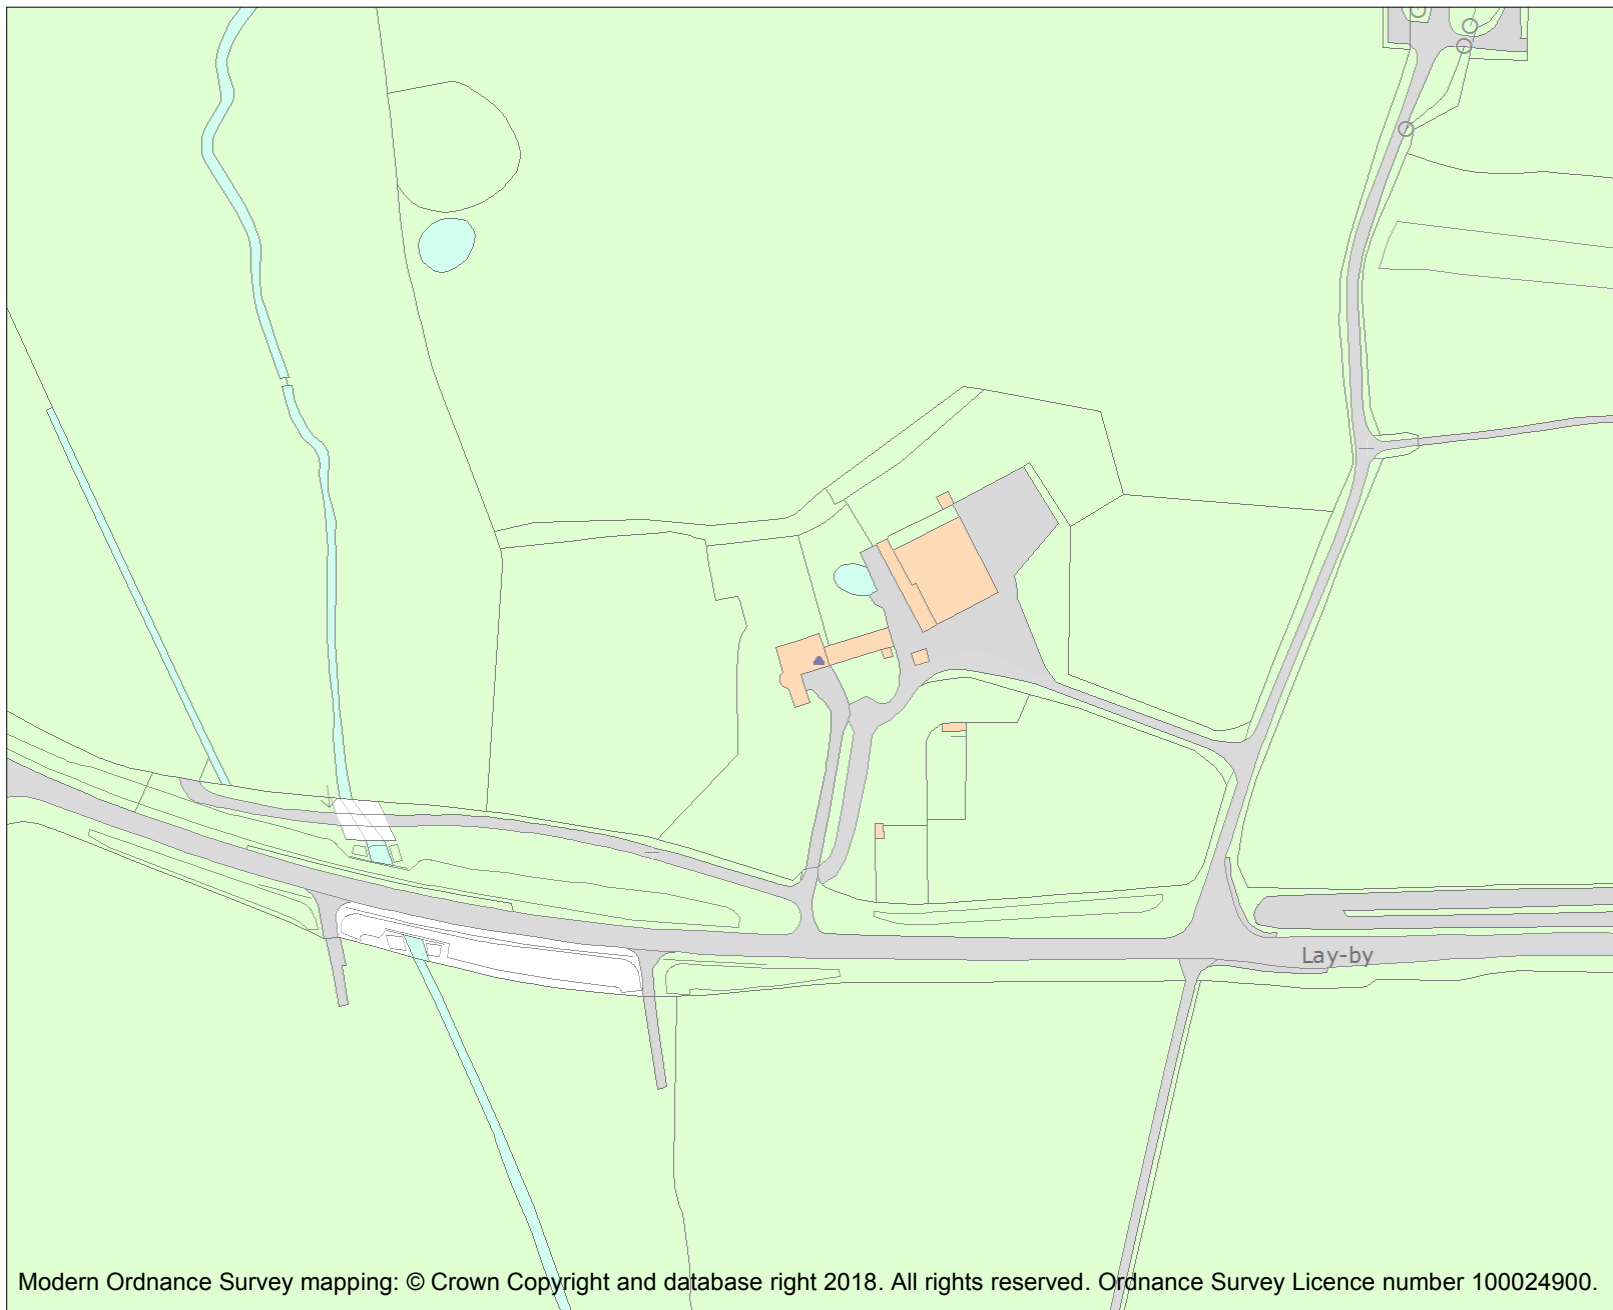 Lay-by
Modern Ordnance Survey mapping: © Crown Copyright and database right 2018. All rights reserved. Ordnance Survey Licence number 100024900.